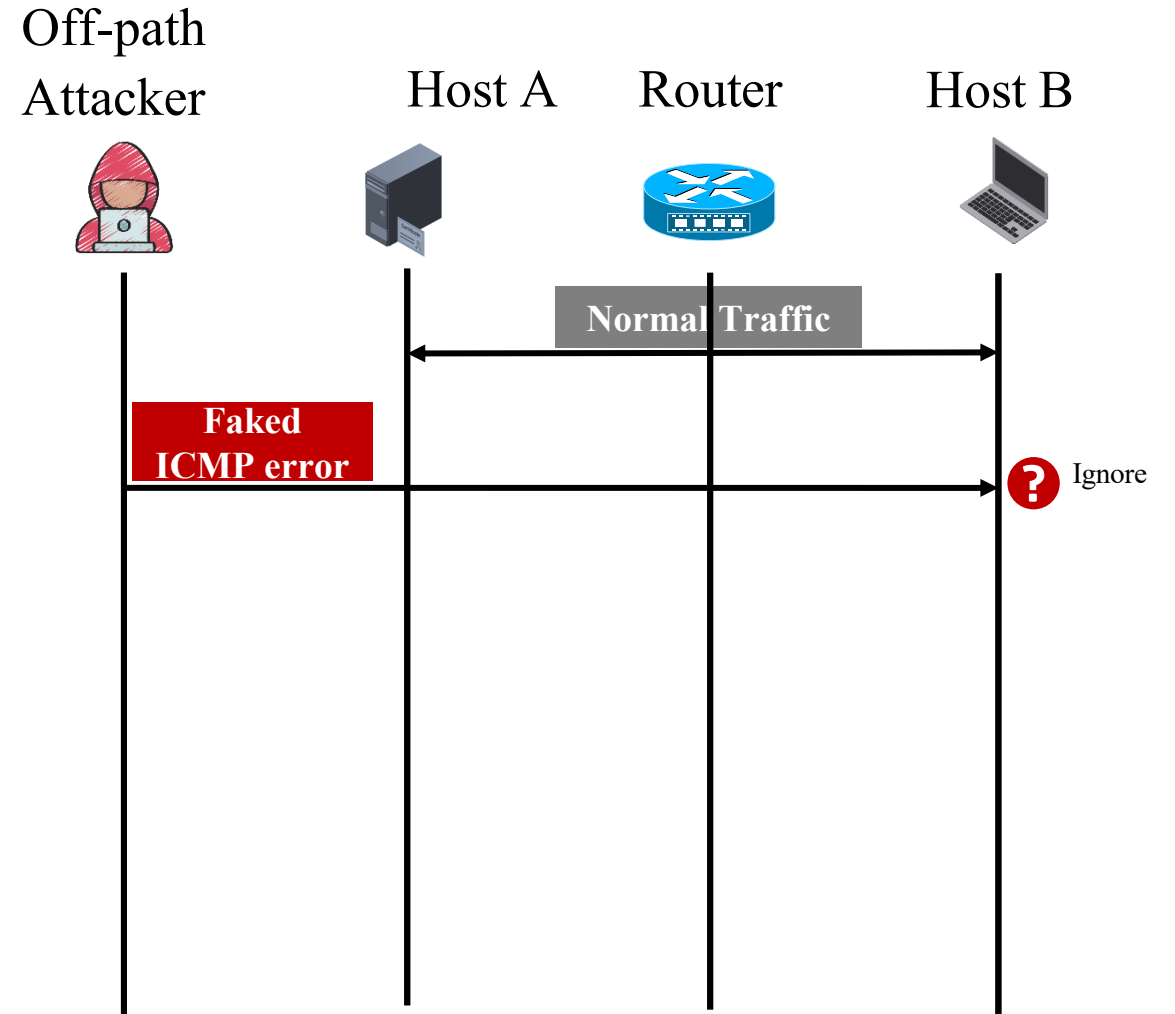 Off-path
Attacker
Host A
Router
Host B
Normal Traffic
Faked
ICMP error
?
Ignore